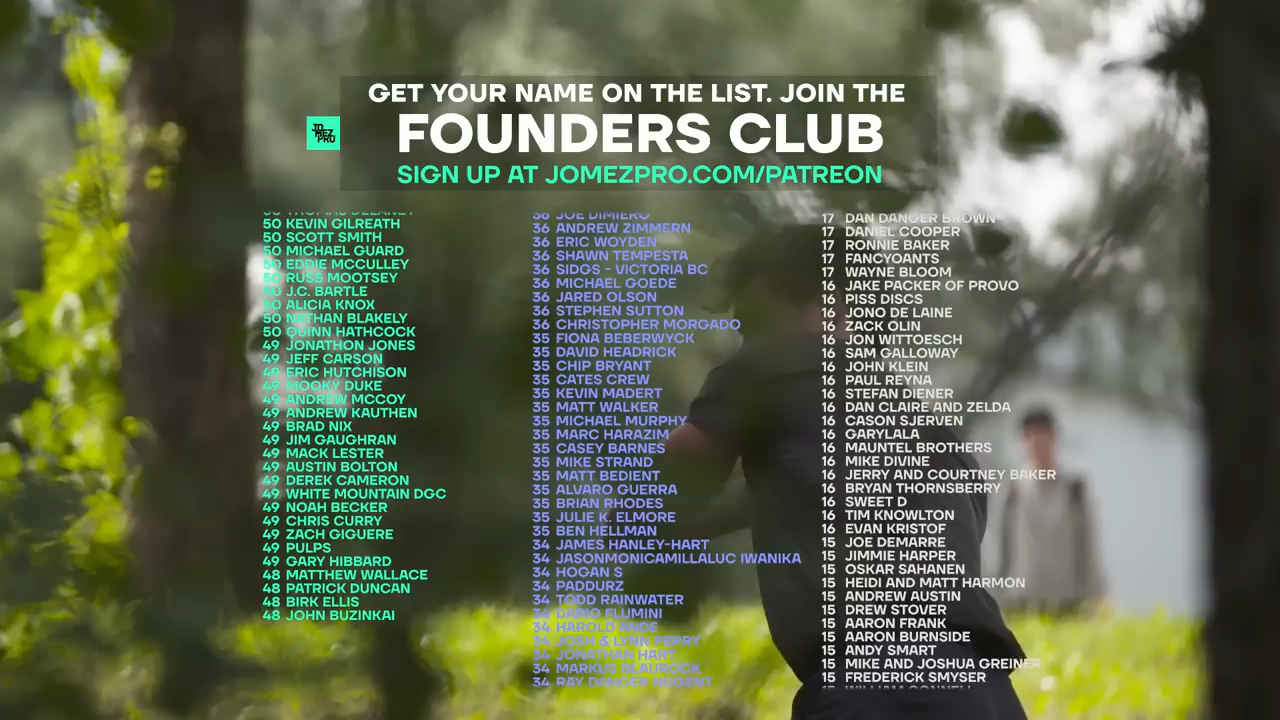 GET YOUR NAME ON THE LIST. JOIN THE
JO
MEZ
PRO
FOUNDERS CLUB
SIGN UP AT JOMEZPRO.COM/PATREON
50 THOMAS DELANEY
50 KEVIN GILREATH
50 SCOTT SMITH
50 MICHAEL GUARD
50 EDDIE MCCULLEY
50 RUSS MOOTSEY
50 J.C. BARTLE
50 ALICIA KNOX
50 NATHAN BLAKELY
50 QUINN HATHCOCK
49 JONATHON JONES
49 JEFF CARSON
49 ERIC HUTCHISON
49 MOOKY DUKE
49 ANDREW MCCOY
49 ANDREW KAUTHEN
49 BRAD NIX
49 JIM GAUGHRAN
49 MACK LESTER
49 AUSTIN BOLTON
49 DEREK CAMERON
49 WHITE MOUNTAIN DGC
49 NOAH BECKER
49 CHRIS CURRY
49 ZACH GIGUERE
49 PULPS
49 GARY HIBBARD
48 MATTHEW WALLACE
48 PATRICK DUNCAN
48 BIRK ELLIS
48 JOHN BUZINKAI
36 JOE DIMIERO
36 ANDREW ZIMMERN
36 ERIC WOYDEN
36 SHAWN TEMPESTA
36 SIDGS - VICTORIA BC
36 MICHAEL GOEDE
36 JARED OLSON
36 STEPHEN SUTTON
36 CHRISTOPHER MORGADO
35 FIONA BEBERWYCK
35 DAVID HEADRICK
35 CHIP BRYANT
35 CATES CREW
35 KEVIN MADERT
35 MATT WALKER
35 MICHAEL MURPHY
35 MARC HARAZIM
35 CASEY BARNES
35 MIKE STRAND
35 MATT BEDIENT
35 ALVARO GUERRA
35 BRIAN RHODES
35 JULIE K. ELMORE
35 BEN HELLMAN
34 JAMES HANLEY-HART
34 JASONMONICAMILLALUC IWANIKA
34 HOGAN S
34 PADDURZ
34 TODD RAINWATER
34 DARIO FLUMINI
34 HAROLD ANDE
34 JOSH & LYNN PERRY
34 JONATHAN HART
34 MARKUS BLAUROCK
34 RAY DANGER NUGENT
17 DAN DANGER BROWN
17 DANIEL COOPER
17 RONNIE BAKER
17 FANCYOANTS
17 WAYNE BLOOM
16 JAKE PACKER OF PROVO
16 PISS DISCS
16 JONO DE LAINE
16 ZACK OLIN
16 JON WITTOESCH
16 SAM GALLOWAY
16 JOHN KLEIN
16 PAUL REYNA
16 STEFAN DIENER
16 DAN CLAIRE AND ZELDA
16 CASON SJERVEN
16 GARYLALA
16 MAUNTEL BROTHERS
16 MIKE DIVINE
16 JERRY AND COURTNEY BAKER
16 BRYAN THORNSBERRY
16 SWEET D
16 TIM KNOWLTON
16 EVAN KRISTOF
15 JOE DEMARRE
15 JIMMIE HARPER
15 OSKAR SAHANEN
15 HEIDI AND MATT HARMON
15 ANDREW AUSTIN
15 DREW STOVER
15 AARON FRANK
15 AARON BURNSIDE
15 ANDY SMART
15 MIKE AND JOSHUA GREINER
15 FREDERICK SMYSER